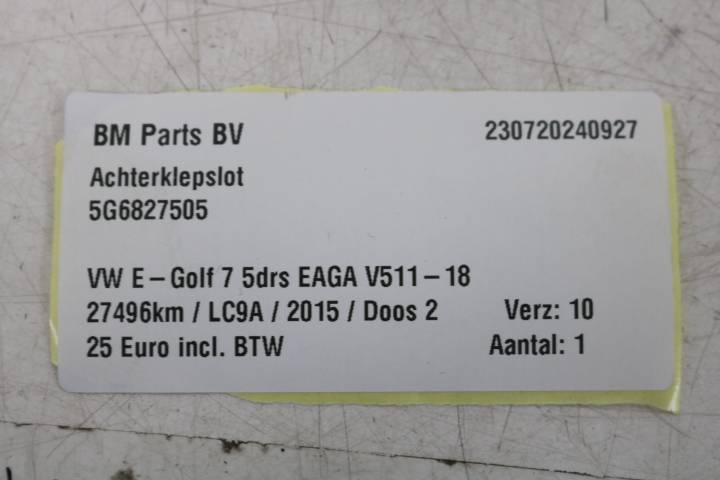 BM Parts BV 230720240927
Achterklepslot
5G6827505
VW E-Golf 7 5drs EAGA V511-18
27496km / LC9A / 2015 / Doos 2 Verz: 10
25 Euro incl. BTW Aantal: 1